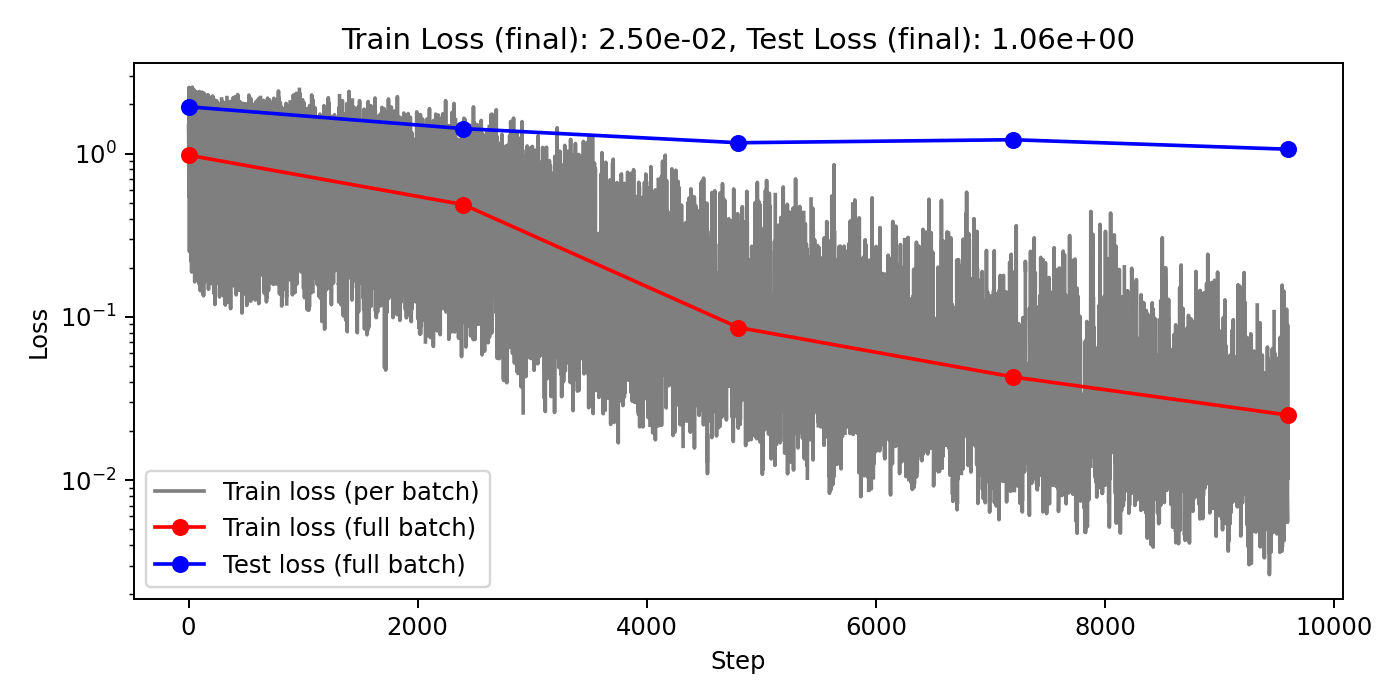 Train Loss (final): 2.50e-02, Test Loss (final): 1.06e+00
Loss
10⁰
10⁻¹
10⁻²
Train loss (per batch)
Train loss (full batch)
Test loss (full batch)
0 2000 4000 6000 8000 10000
Step